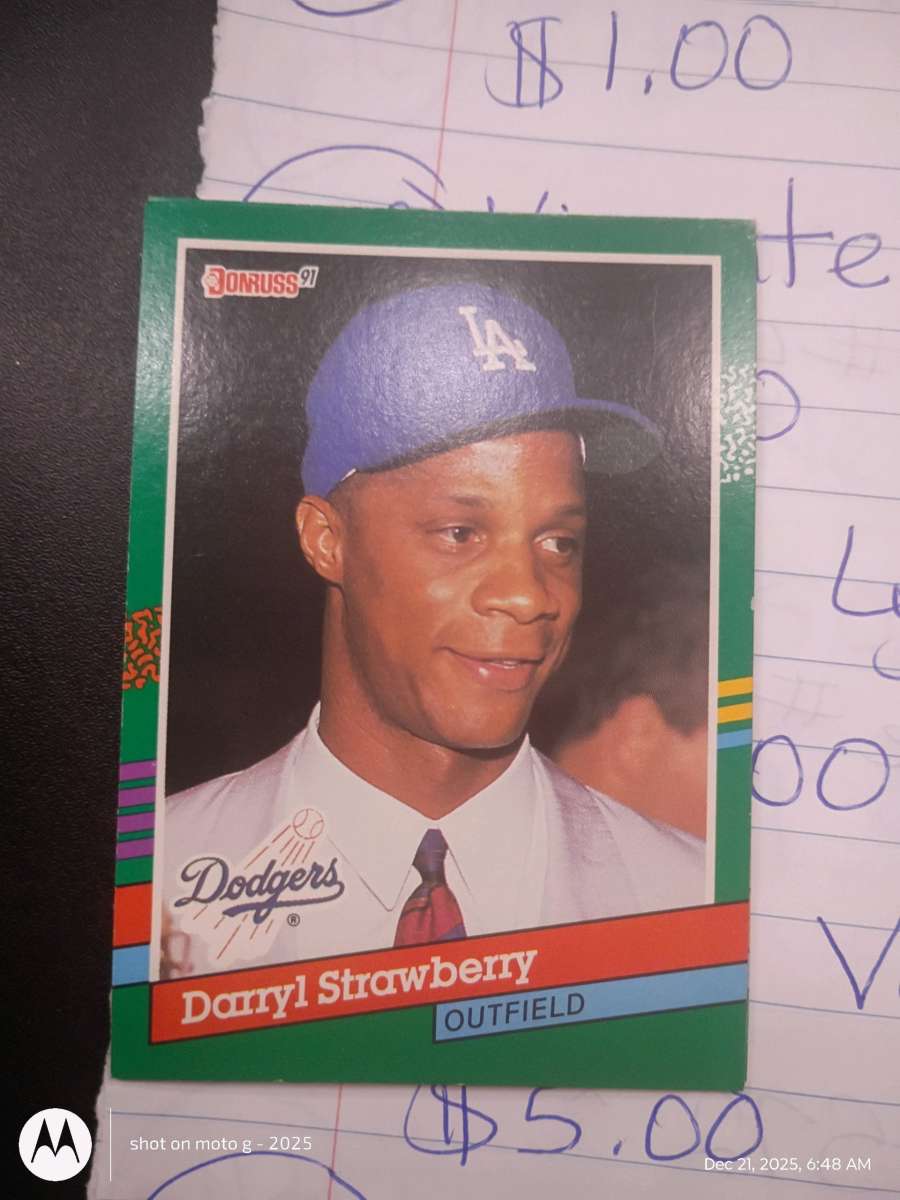 $1.00
DONRUSS '91
LA
Dodgers
®
Darryl Strawberry
OUTFIELD
00
$5.00
shot on moto g - 2025
Dec 21, 2025, 6:48 AM